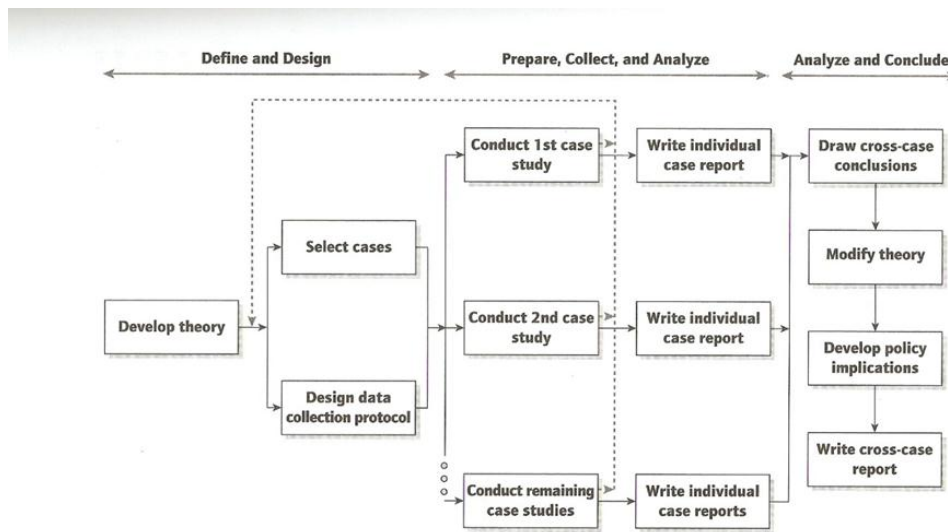 Define and Design
Prepare, Collect, and Analyze
Analyze and Conclude
Conduct 1st case
study
Write individual
case report
Draw cross-case
conclusions
Select cases
Modify theory
Develop theory
Conduct 2nd case
study
Write individual
case report
Develop policy
implications
Design data
collection protocol
Write cross-case
report
Conduct remaining
case studies
Write individual
case reports